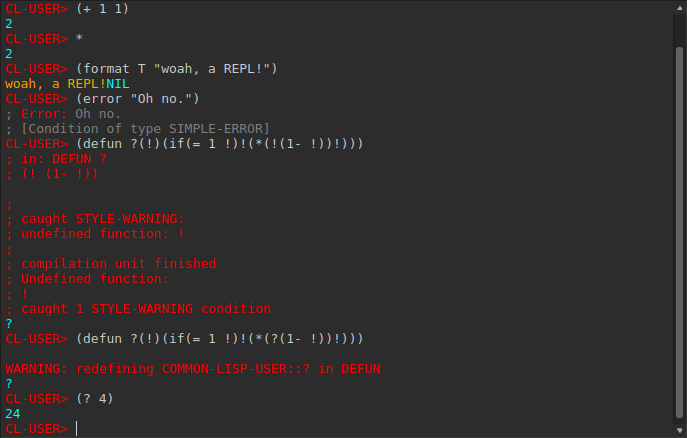 CL-USER> (+ 1 1)
2
CL-USER> *
2
CL-USER> (format T "woah, a REPL!")
woah, a REPL!NIL
CL-USER> (error "Oh no.")
; Error: Oh no.
; [Condition of type SIMPLE-ERROR]
CL-USER> (defun ?(!)(if(= 1 !)!(*(!(1- !))!)))
; in: DEFUN ?
; (! (1- !))
;
; caught STYLE-WARNING:
; undefined function: !
;
; compilation unit finished
; Undefined function:
; !
; caught 1 STYLE-WARNING condition
?
CL-USER> (defun ?(!)(if(= 1 !)!(*(?(1- !))!)))
WARNING: redefining COMMON-LISP-USER::? in DEFUN
?
CL-USER> (? 4)
24
CL-USER>